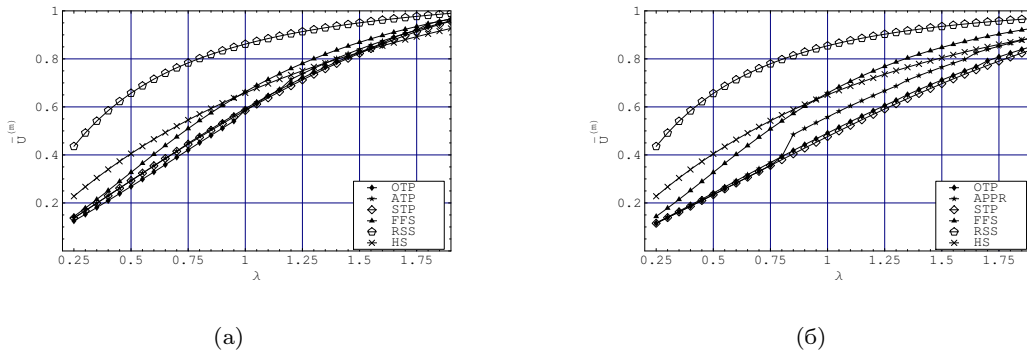 1
0.8
0.6
0.4
0.2
Ū(m)
OTP
ATP
STP
FFS
RSS
HS
0.25 0.5 0.75 1 1.25 1.5 1.75
λ
(а)
1
0.8
0.6
0.4
0.2
Ū(m)
OTP
APPR
STP
FFS
RSS
HS
0.25 0.5 0.75 1 1.25 1.5 1.75
λ
(б)